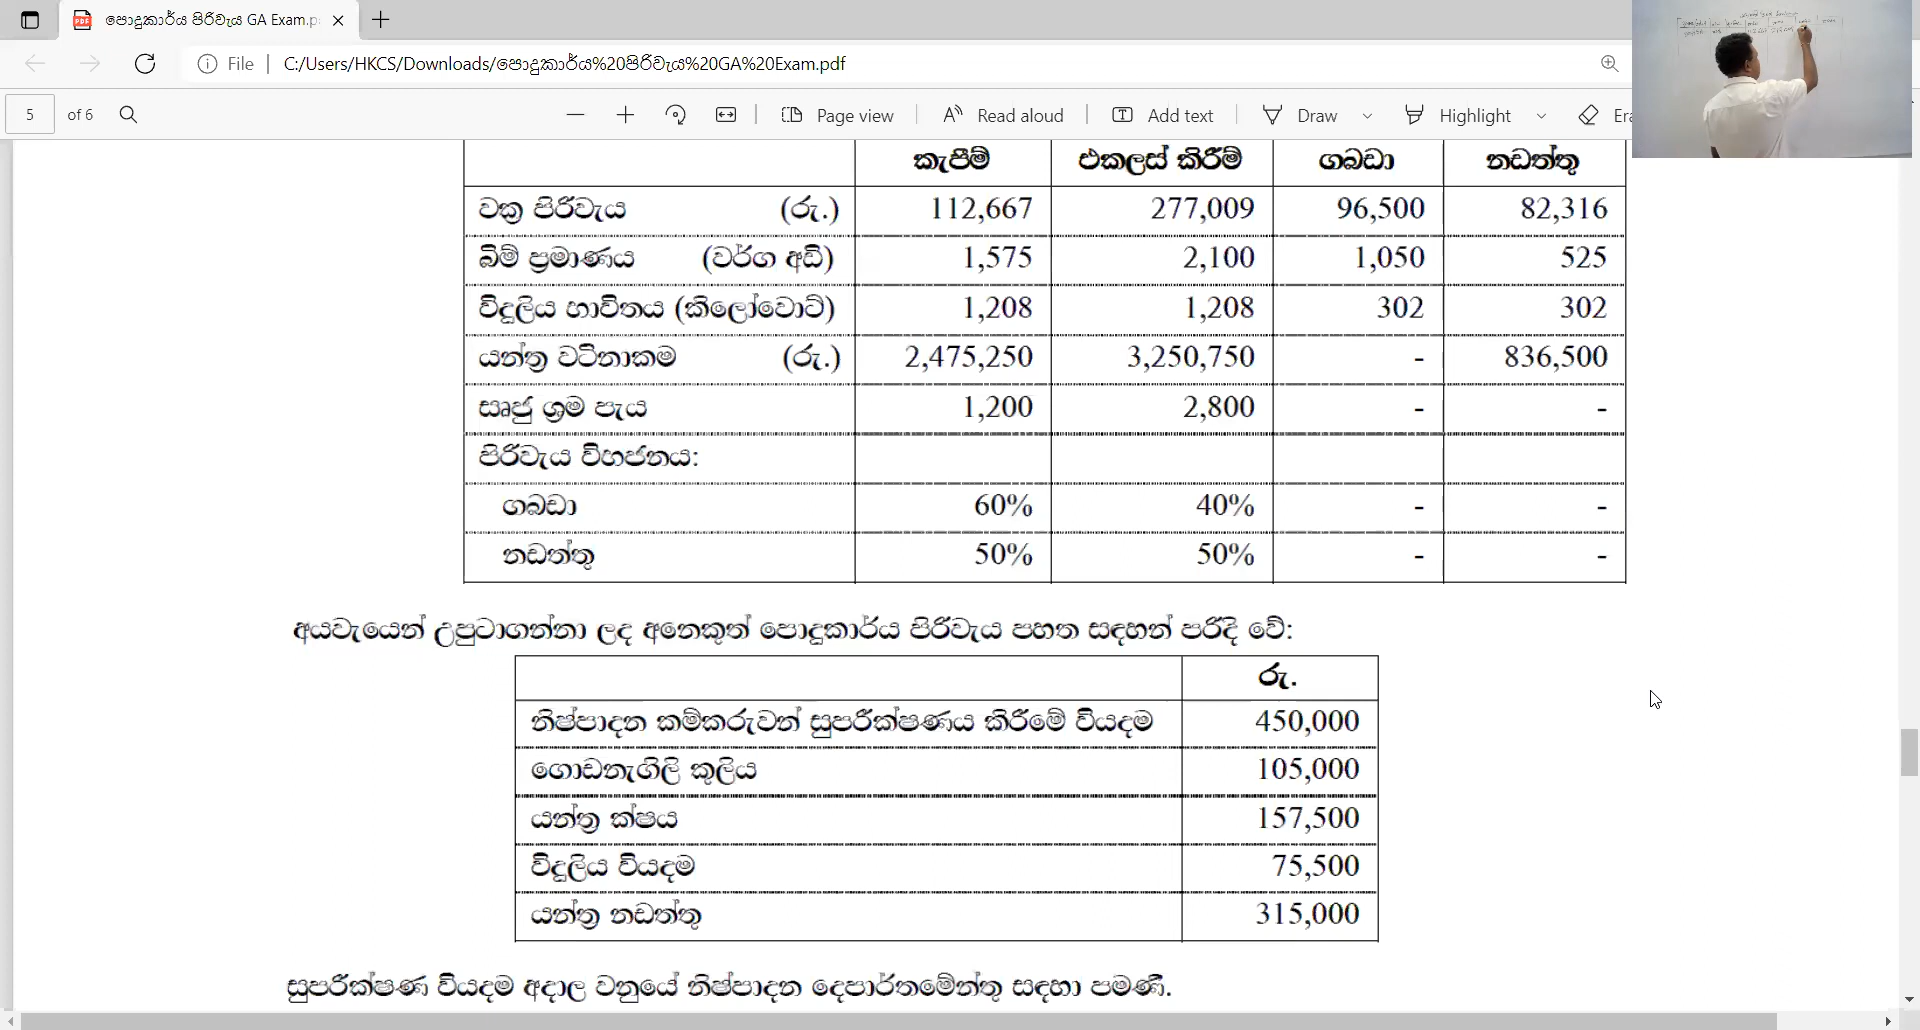 පොදුකාර්ය පිරිවැය GA Exam.p
File C:/Users/HKCS/Downloads/පොදුකාර්ය%20පිරිවැය%20GA%20Exam.pdf
5 of 6 Page view Read aloud Add text Draw Highlight Era
කැපීම් එකලස් කිරීම් ගබඩා නඩත්තු
වක්‍ර පිරිවැය (රු.) 112,667 277,009 96,500 82,316
බිම් ප්‍රමාණය (වර්ග අඩි) 1,575 2,100 1,050 525
විදුලිය භාවිතය (කිලෝවොට්) 1,208 1,208 302 302
යන්ත්‍ර වටිනාකම (රු.) 2,475,250 3,250,750 - 836,500
සෘජු ශ්‍රම පැය 1,200 2,800 - -
පිරිවැය විභජනය:
ගබඩා 60% 40% - -
නඩත්තු 50% 50% - -
අයවැයෙන් උපුටාගන්නා ලද අනෙකුත් පොදුකාර්ය පිරිවැය පහත සඳහන් පරිදි වේ:
රු.
නිෂ්පාදන කම්කරුවන් සුපරීක්ෂණය කිරීමේ වියදම 450,000
ගොඩනැගිලි කුලිය 105,000
යන්ත්‍ර ක්ෂය 157,500
විදුලිය වියදම 75,500
යන්ත්‍ර නඩත්තු 315,000
සුපරීක්ෂණ වියදම අදාල වනුයේ නිෂ්පාදන දෙපාර්තමේන්තු සඳහා පමණී.